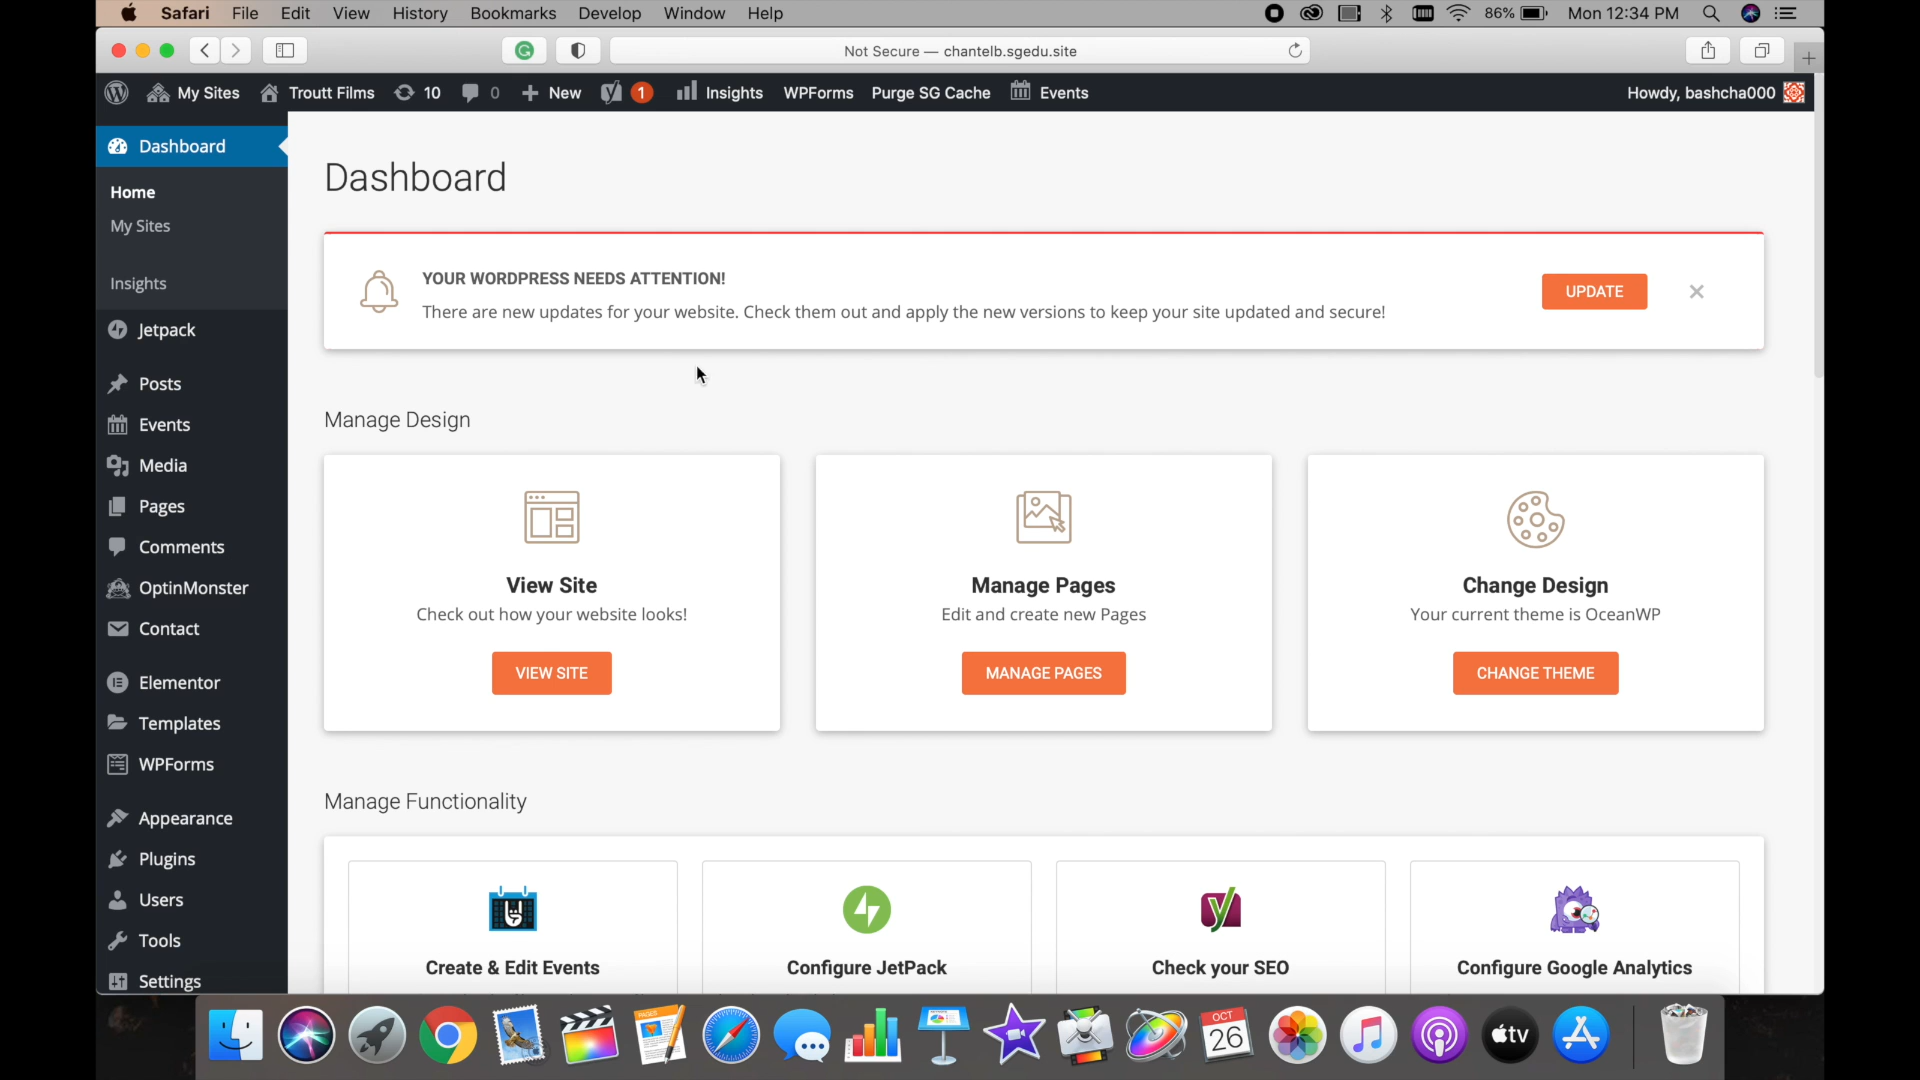 Safari File Edit View History Bookmarks Develop Window Help 86% Mon 12:34 PM
Not Secure — chantelb.sgedu.site
My Sites Troutt Films 10 0 New 1 Insights WPForms Purge SG Cache Events Howdy, bashcha000
Dashboard
Home
My Sites
Insights
Jetpack
Posts
Events
Media
Pages
Comments
OptinMonster
Contact
Elementor
Templates
WPForms
Appearance
Plugins
Users
Tools
Settings
Dashboard
YOUR WORDPRESS NEEDS ATTENTION!
There are new updates for your website. Check them out and apply the new versions to keep your site updated and secure!
UPDATE
Manage Design
View Site
Check out how your website looks!
VIEW SITE
Manage Pages
Edit and create new Pages
MANAGE PAGES
Change Design
Your current theme is OceanWP
CHANGE THEME
Manage Functionality
Create & Edit Events
Configure JetPack
Check your SEO
Configure Google Analytics
PAGES
OCT
26
tv